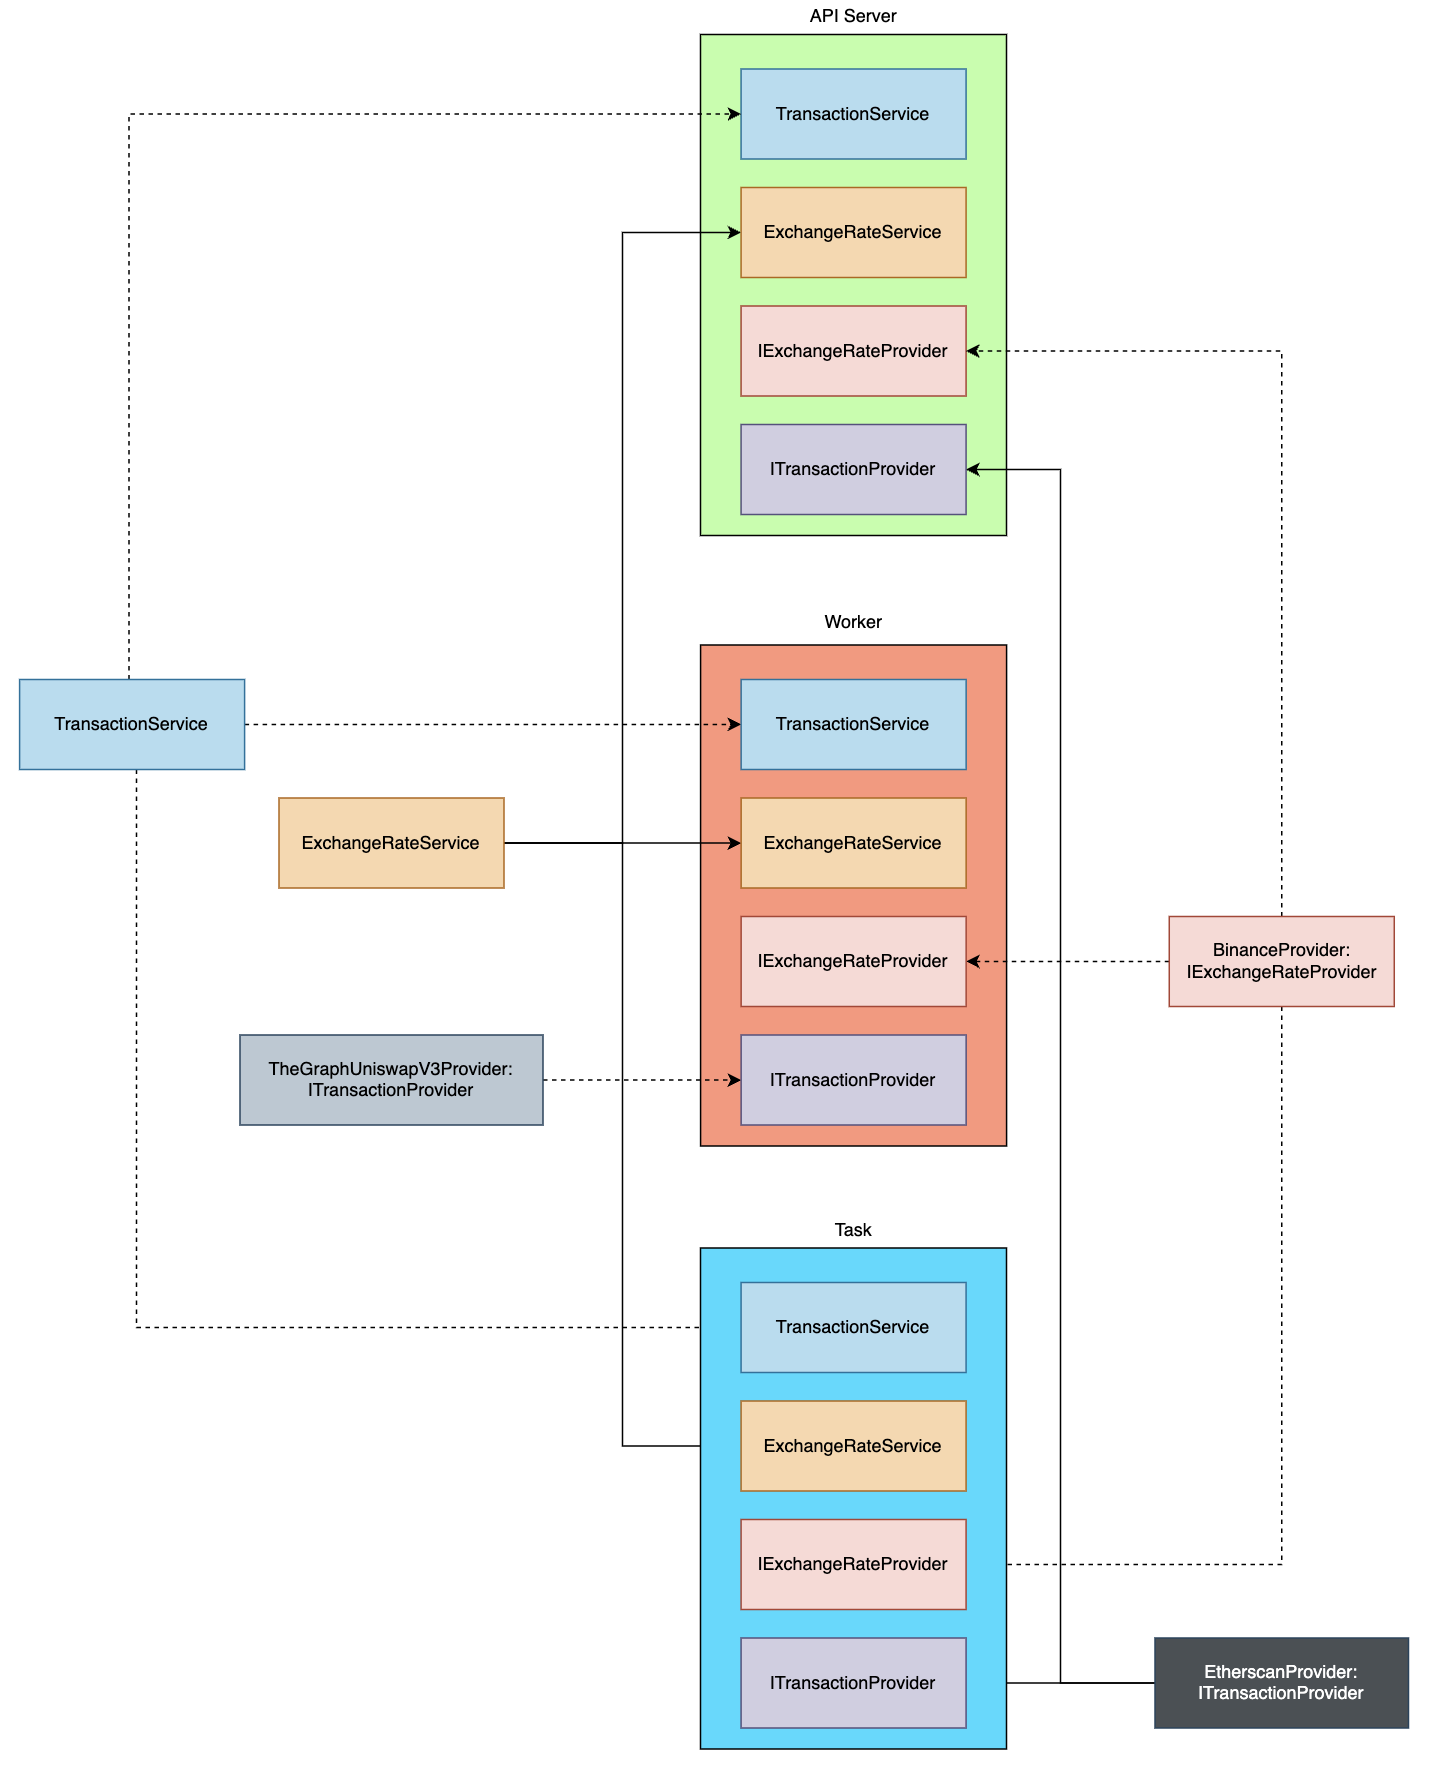 API Server
TransactionService
ExchangeRateService
IExchangeRateProvider
ITransactionProvider
Worker
TransactionService
TransactionService
ExchangeRateService
ExchangeRateService
IExchangeRateProvider
BinanceProvider:
IExchangeRateProvider
TheGraphUniswapV3Provider:
ITransactionProvider
ITransactionProvider
Task
TransactionService
ExchangeRateService
IExchangeRateProvider
ITransactionProvider
EtherscanProvider:
ITransactionProvider